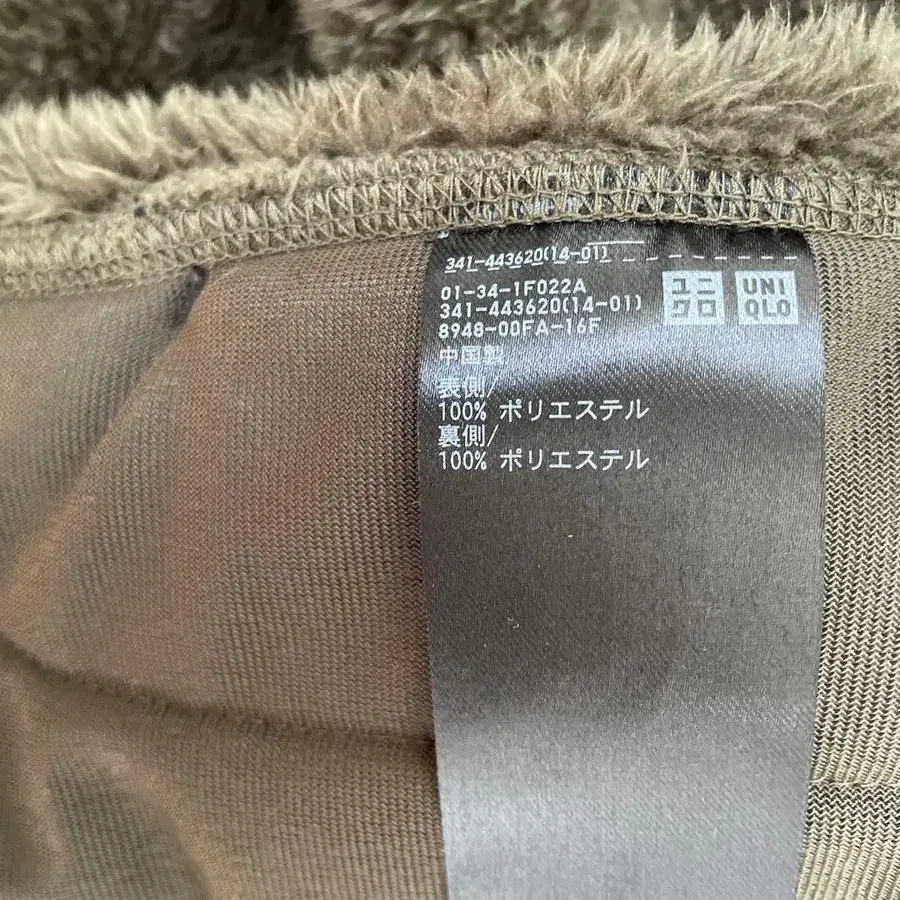 341-443620(14-01)
01-34-1F022A
341-443620(14-01)
8948-00FA-16F
中国製
表側/
100% ポリエステル
裏側/
100% ポリエステル
ユニ
クロ
UNI
QLO